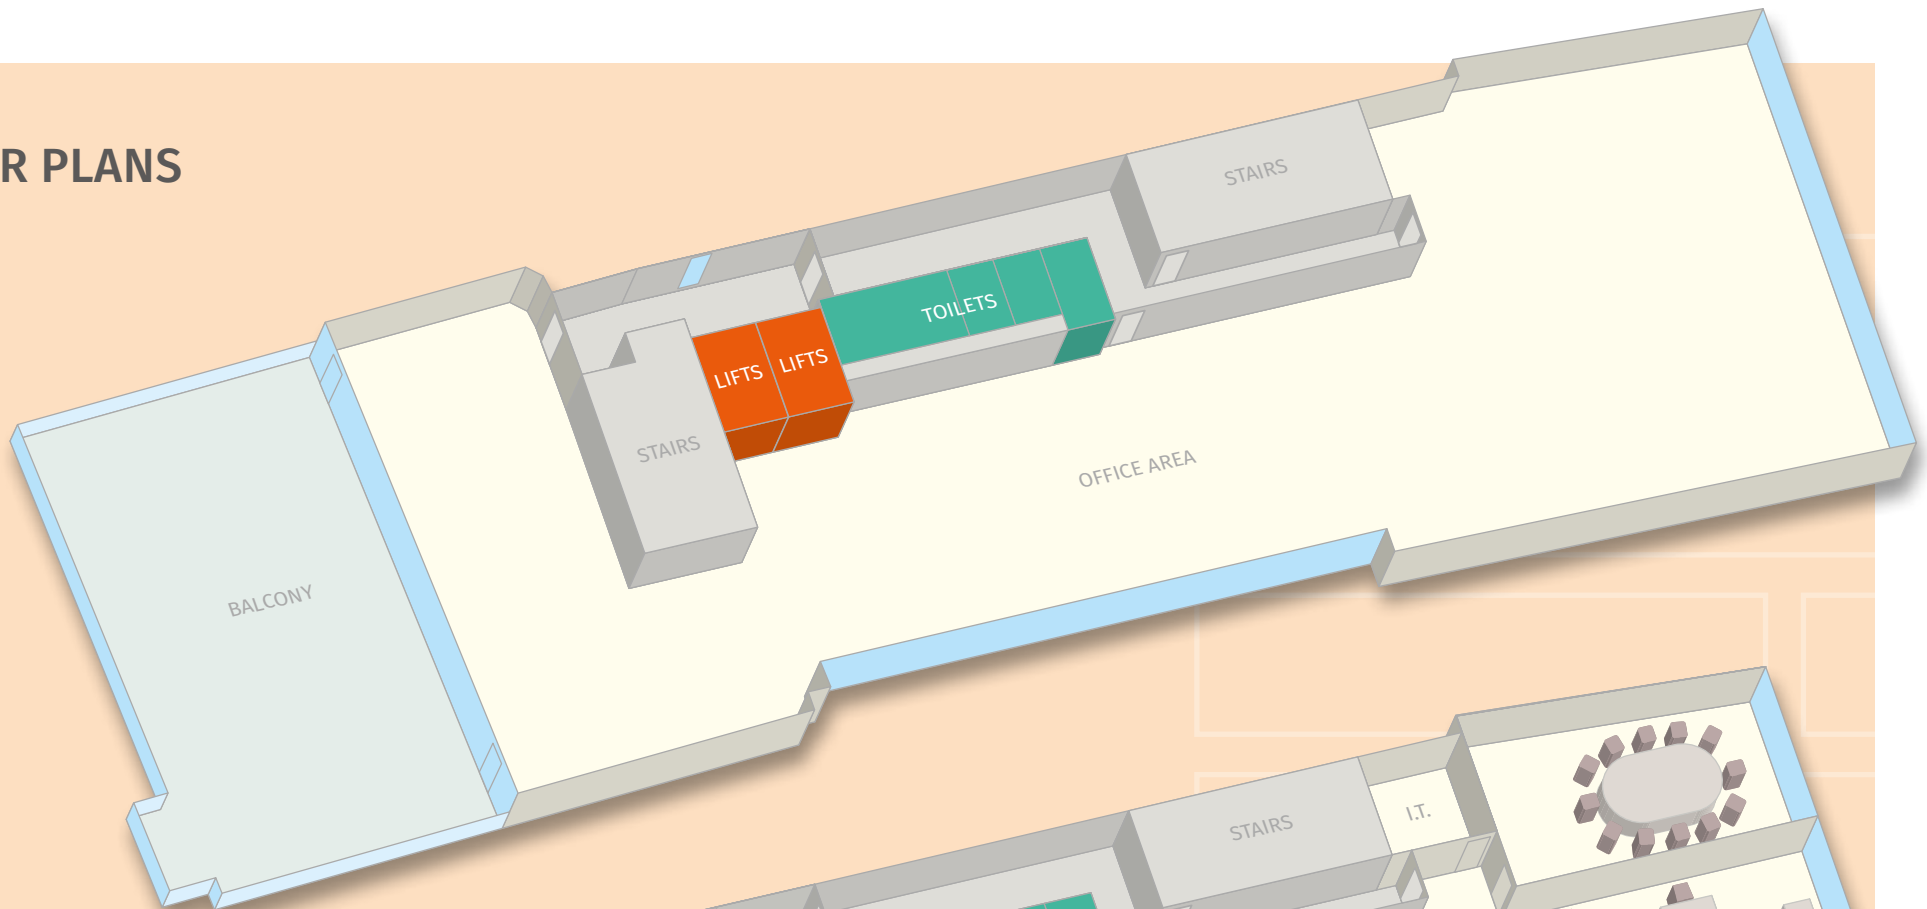 R PLANS
STAIRS
TOILETS
LIFTS
LIFTS
STAIRS
OFFICE AREA
BALCONY
STAIRS
I.T.